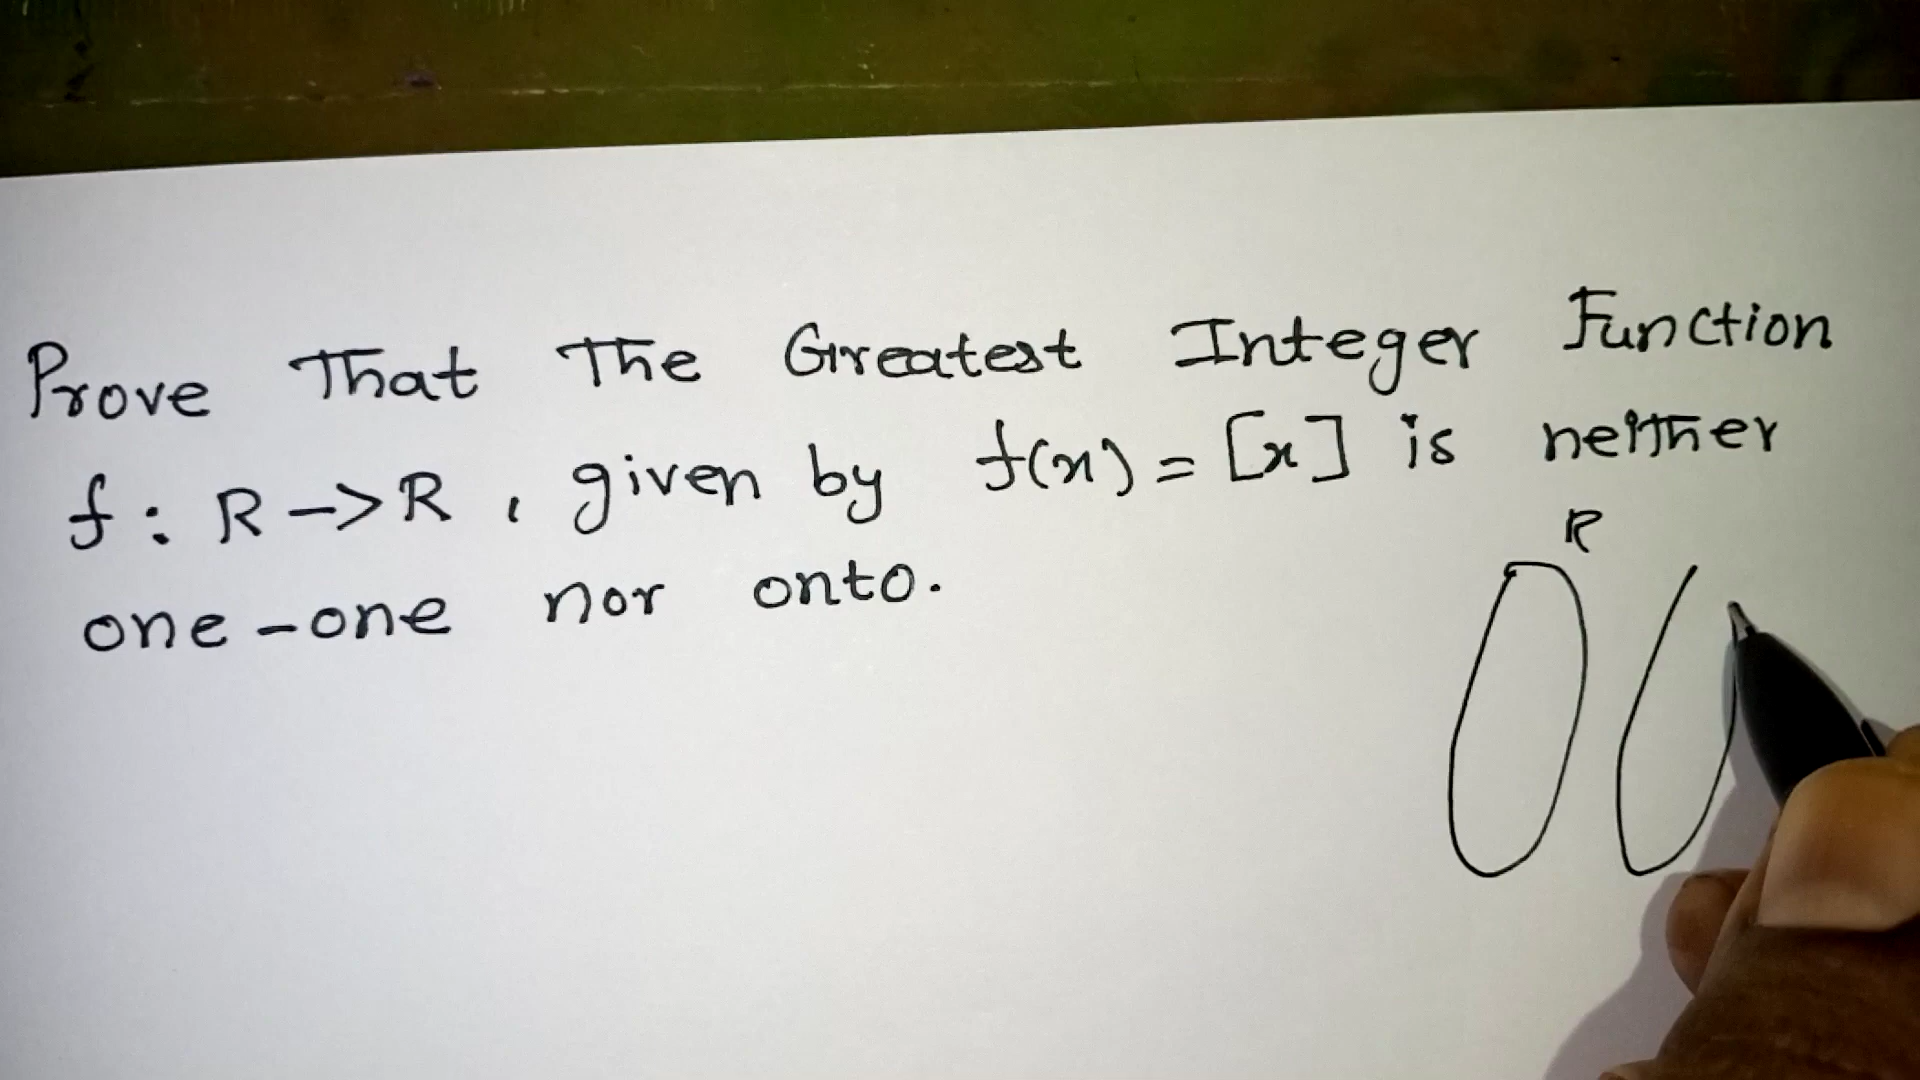 Prove That The Greatest Integer Function
f : R -> R , given by f(x) = [x] is neither
one - one nor onto.
R